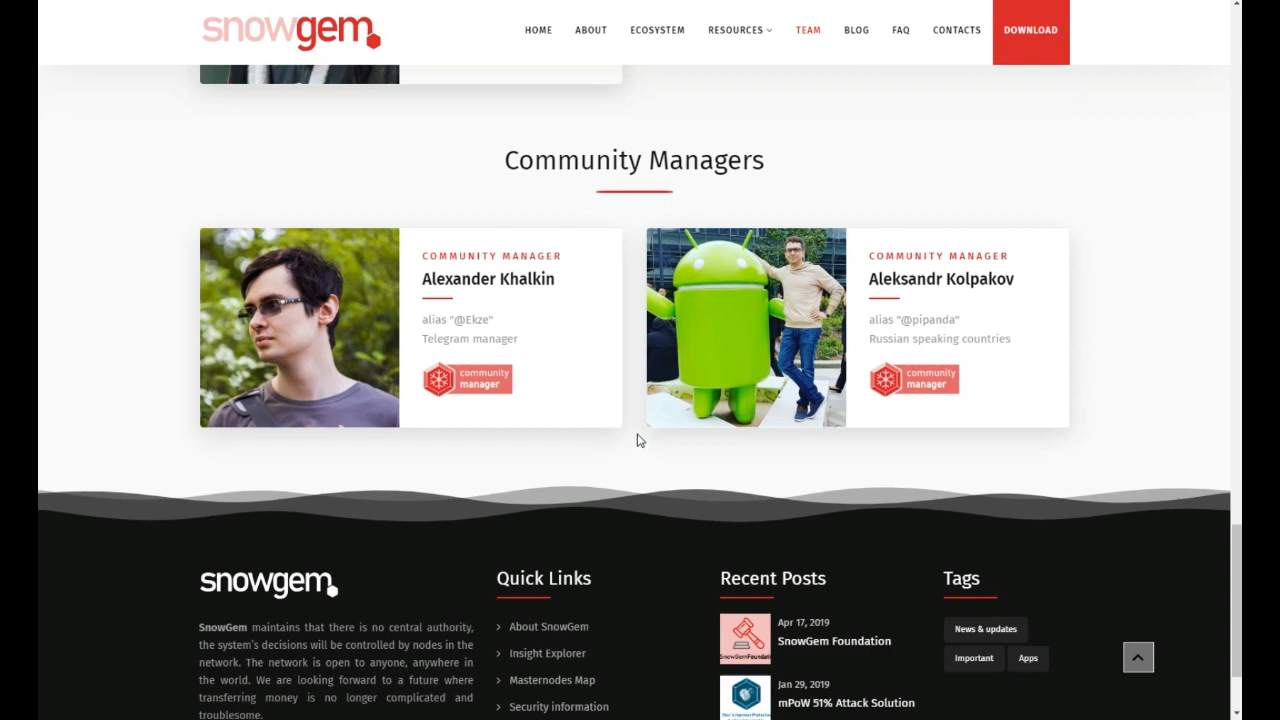 snowgem
HOME ABOUT ECOSYSTEM RESOURCES TEAM BLOG FAQ CONTACTS DOWNLOAD
Community Managers
COMMUNITY MANAGER
Alexander Khalkin
alias "@Ekze"
Telegram manager
community
manager
COMMUNITY MANAGER
Aleksandr Kolpakov
alias "@pipanda"
Russian speaking countries
community
manager
snowgem
SnowGem maintains that there is no central authority,
the system's decisions will be controlled by nodes in the
network. The network is open to anyone, anywhere in
the world. We are looking forward to a future where
transferring money is no longer complicated and
troublesome.
Quick Links
About SnowGem
Insight Explorer
Masternodes Map
Security information
Recent Posts
Apr 17, 2019
SnowGem Foundation
Jan 29, 2019
mPoW 51% Attack Solution
Tags
News & updates
Important Apps